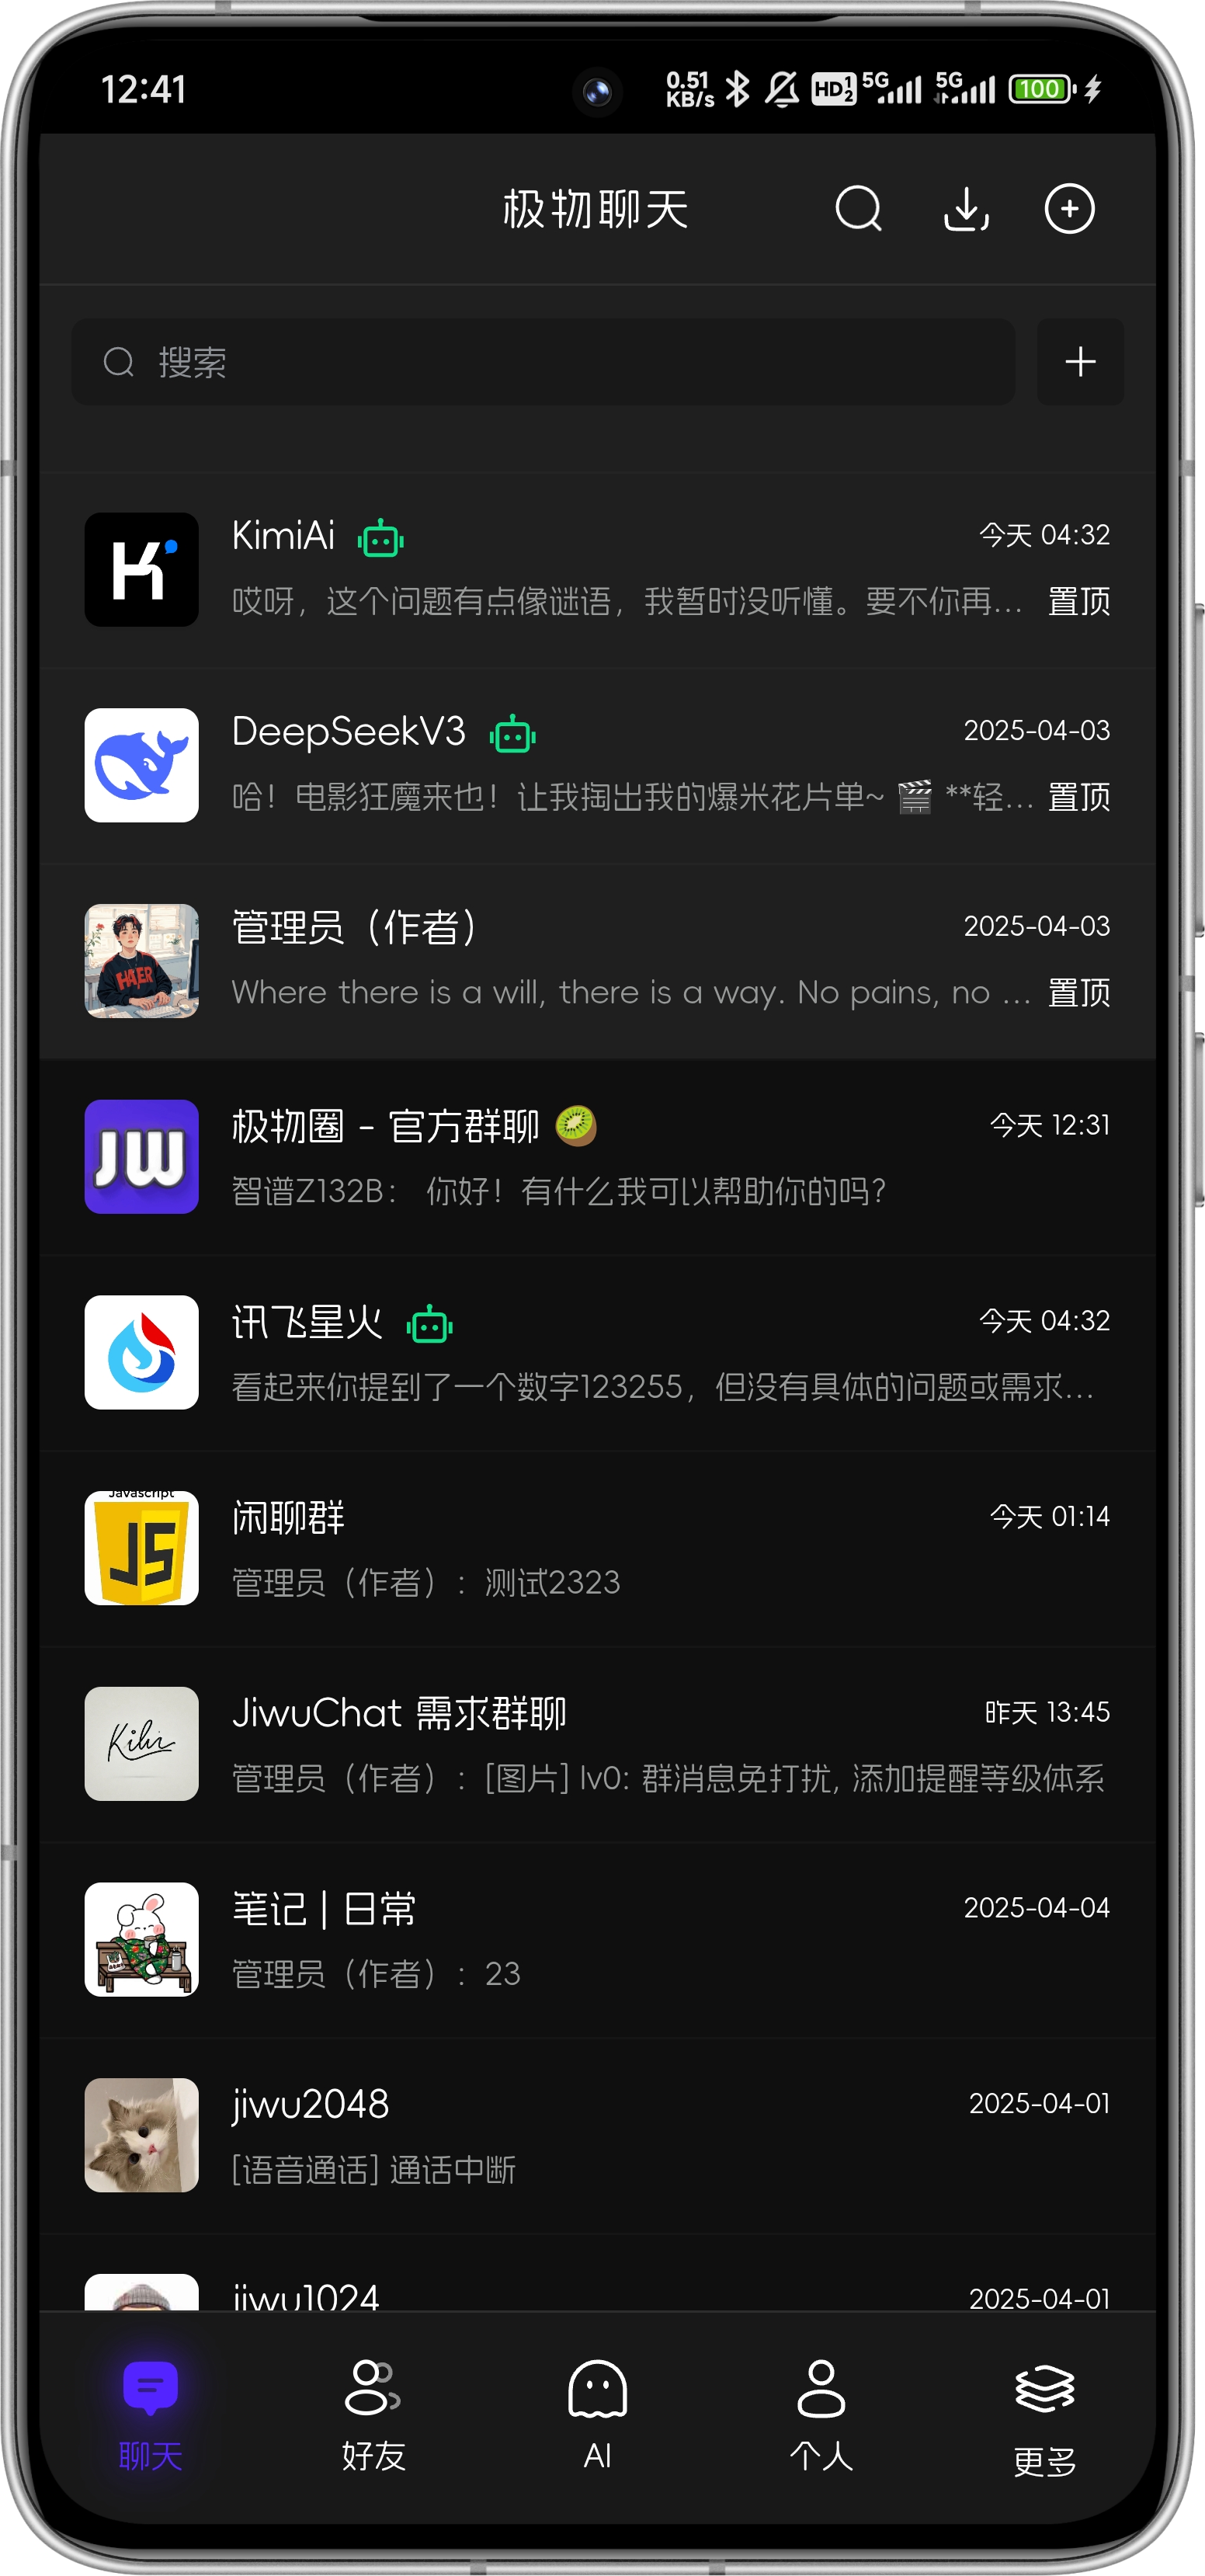 12:41
0.51
KB/s
HD 1
2
5G
5G
100
极物聊天
搜索
KimiAi
今天 04:32
哎呀，这个问题有点像谜语，我暂时没听懂。要不你再...
置顶
DeepSeekV3
2025-04-03
哈！电影狂魔来也！让我掏出我的爆米花片单~ 🎬 **轻...
置顶
管理员（作者）
2025-04-03
HAER
Where there is a will, there is a way. No pains, no ...
置顶
JW
极物圈 - 官方群聊 🥝
今天 12:31
智谱Z132B： 你好！有什么我可以帮助你的吗？
讯飞星火
今天 04:32
看起来你提到了一个数字123255，但没有具体的问题或需求...
Javascript
JS
闲聊群
今天 01:14
管理员（作者）：测试2323
JiwuChat 需求群聊
昨天 13:45
管理员（作者）：[图片] lv0: 群消息免打扰, 添加提醒等级体系
笔记 | 日常
2025-04-04
管理员（作者）：23
jiwu2048
2025-04-01
[语音通话] 通话中断
jiwu1024
2025-04-01
聊天
好友
AI
个人
更多